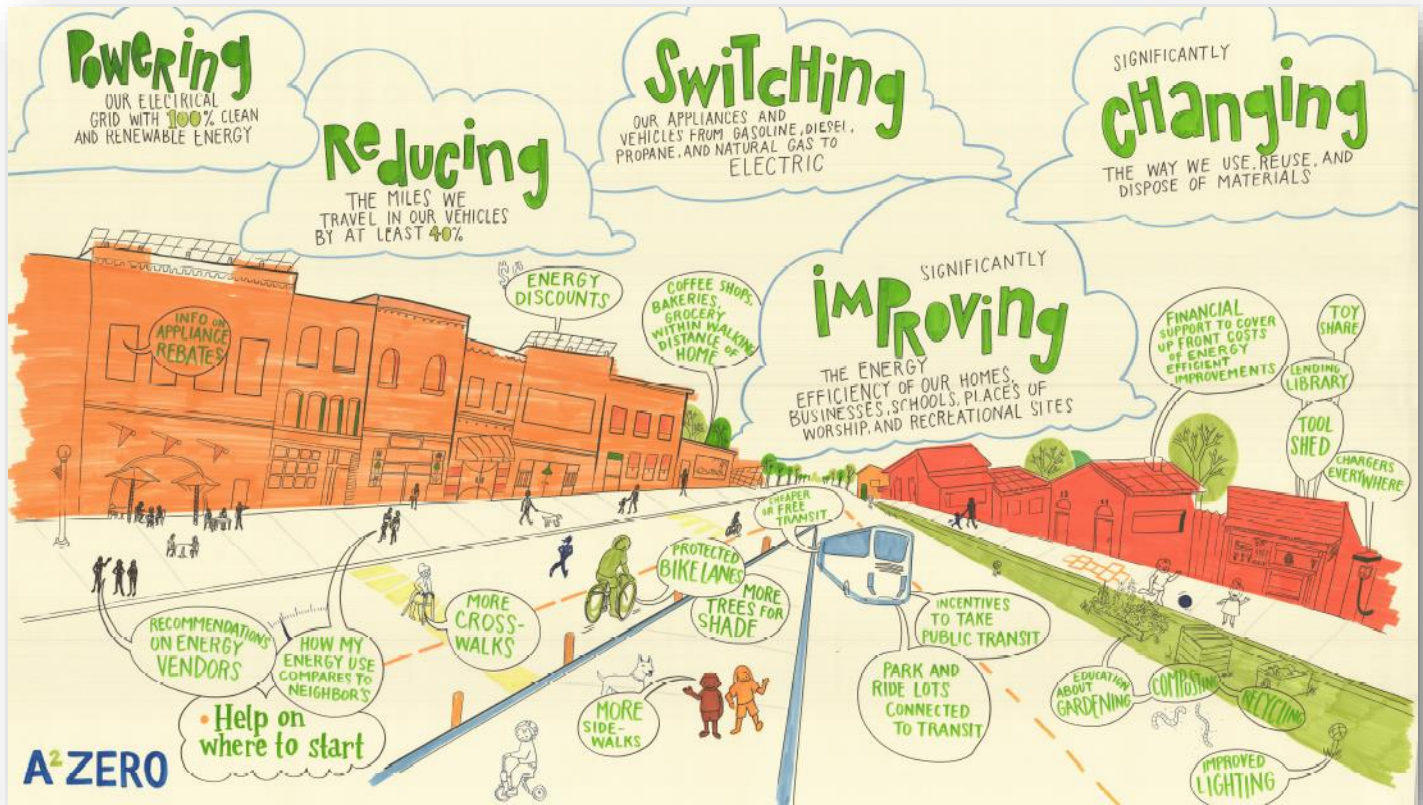 POWERING
OUR ELECTRICAL
GRID WITH 100% CLEAN
AND RENEWABLE ENERGY
REDUCING
THE MILES WE
TRAVEL IN OUR VEHICLES
BY AT LEAST 40%
SWITCHING
OUR APPLIANCES AND
VEHICLES FROM GASOLINE, DIESEL,
PROPANE, AND NATURAL GAS TO
ELECTRIC
SIGNIFICANTLY
CHANGING
THE WAY WE USE, REUSE, AND
DISPOSE OF MATERIALS
SIGNIFICANTLY
IMPROVING
THE ENERGY
EFFICIENCY OF OUR HOMES,
BUSINESSES, SCHOOLS, PLACES OF
WORSHIP, AND RECREATIONAL SITES
INFO ON
APPLIANCE
REBATES
ENERGY
DISCOUNTS
COFFEE SHOPS,
BAKERIES,
GROCERY
WITHIN WALKING
DISTANCE OF
HOME
FINANCIAL
SUPPORT TO COVER
UP FRONT COSTS
OF ENERGY
EFFICIENT
IMPROVEMENTS
TOY
SHARE
LENDING
LIBRARY
TOOL
SHED
CHARGERS
EVERYWHERE
CHEAPER
OR FREE
TRANSIT
PROTECTED
BIKE LANES
MORE
TREES FOR
SHADE
MORE
CROSS-
WALKS
RECOMMENDATIONS
ON ENERGY
VENDORS
HOW MY
ENERGY USE
COMPARES TO
NEIGHBOR'S
• Help on
where to start
MORE
SIDE-
WALKS
INCENTIVES
TO TAKE
PUBLIC TRANSIT
PARK AND
RIDE LOTS
CONNECTED
TO TRANSIT
EDUCATION
ABOUT
GARDENING
COMPOSTING
RECYCLING
IMPROVED
LIGHTING
A² ZERO